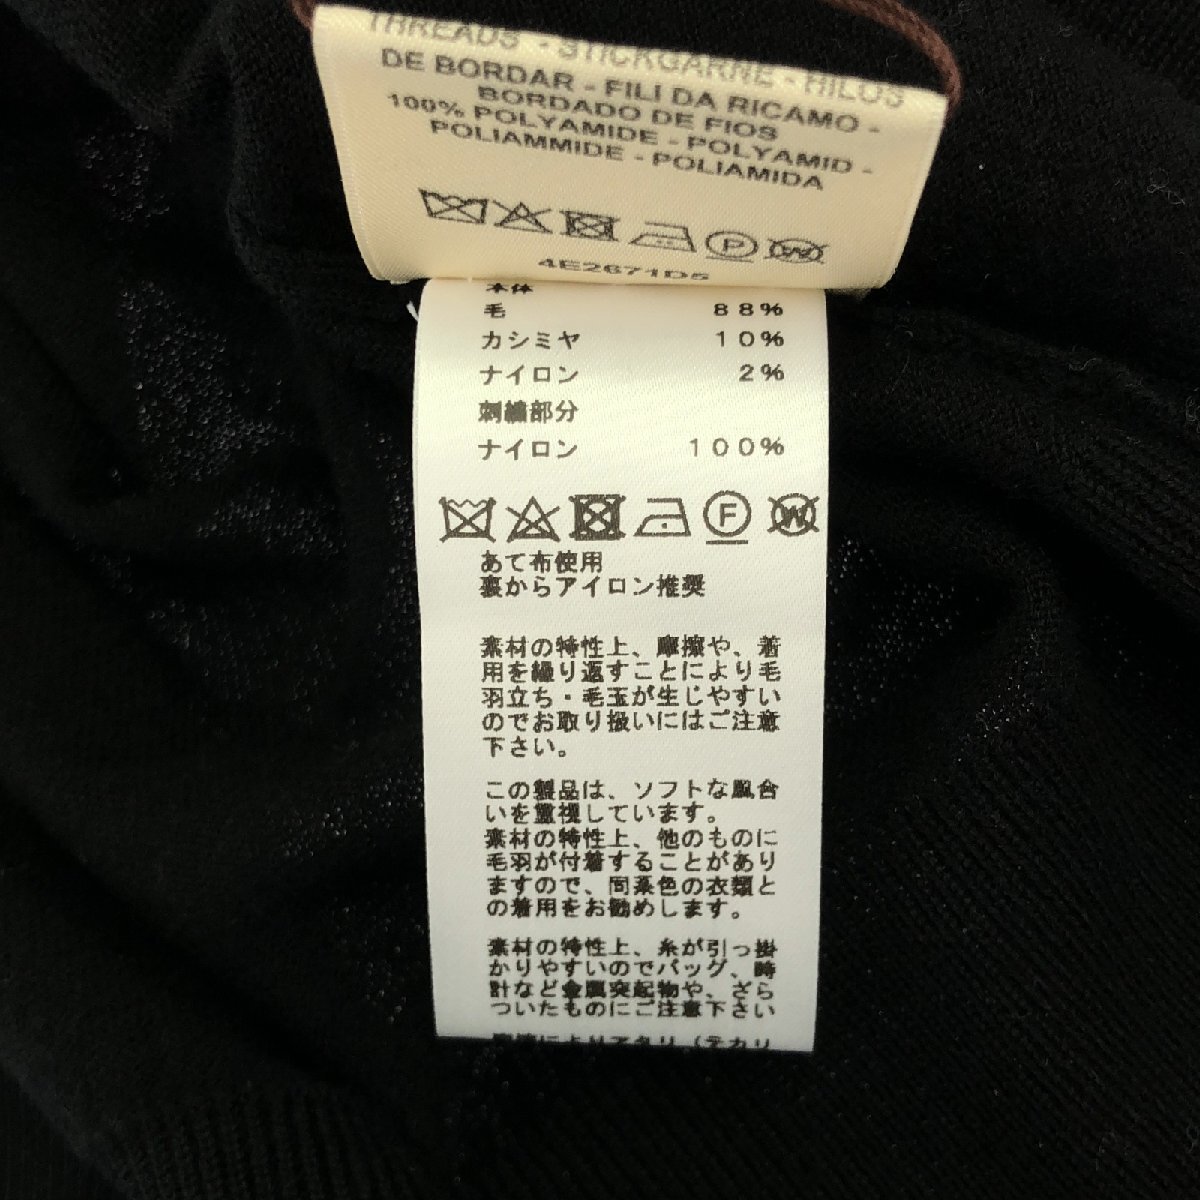 THREADS - STICKGARNE - HILOS
DE BORDAR - FILI DA RICAMO -
BORDADO DE FIOS
100% POLYAMIDE - POLYAMID -
POLIAMMIDE - POLIAMIDA
P W
4E2671D5
本体
毛 88%
カシミヤ 10%
ナイロン 2%
刺繍部分
ナイロン 100%
F W
あて布使用
裏からアイロン推奨
素材の特性上、摩擦や、着
用を繰り返すことにより毛
羽立ち・毛玉が生じやすい
のでお取り扱いにはご注意
下さい。
この製品は、ソフトな風合
いを重視しています。
素材の特性上、他のものに
毛羽が付着することがあり
ますので、同系色の衣類と
の着用をお勧めします。
素材の特性上、糸が引っ掛
かりやすいのでバッグ、時
計など金属突起物や、ざら
ついたものにご注意下さい
摩擦によりアタリ（テカリ